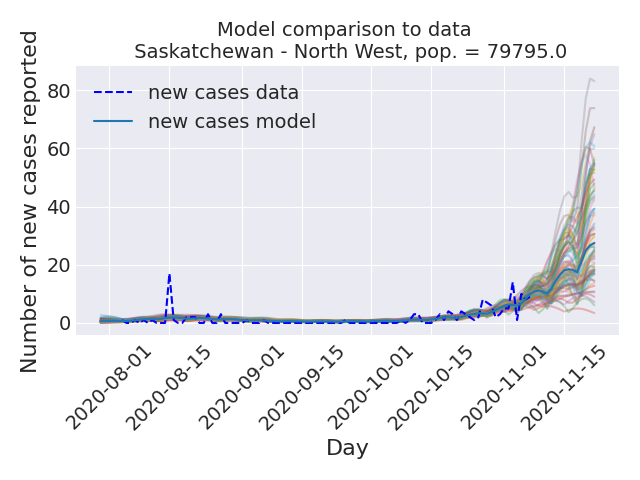 Model comparison to data
Saskatchewan - North West, pop. = 79795.0
Number of new cases reported
80
60
40
20
0
new cases data
new cases model
2020-08-01
2020-08-15
2020-09-01
2020-09-15
2020-10-01
2020-10-15
2020-11-01
2020-11-15
Day